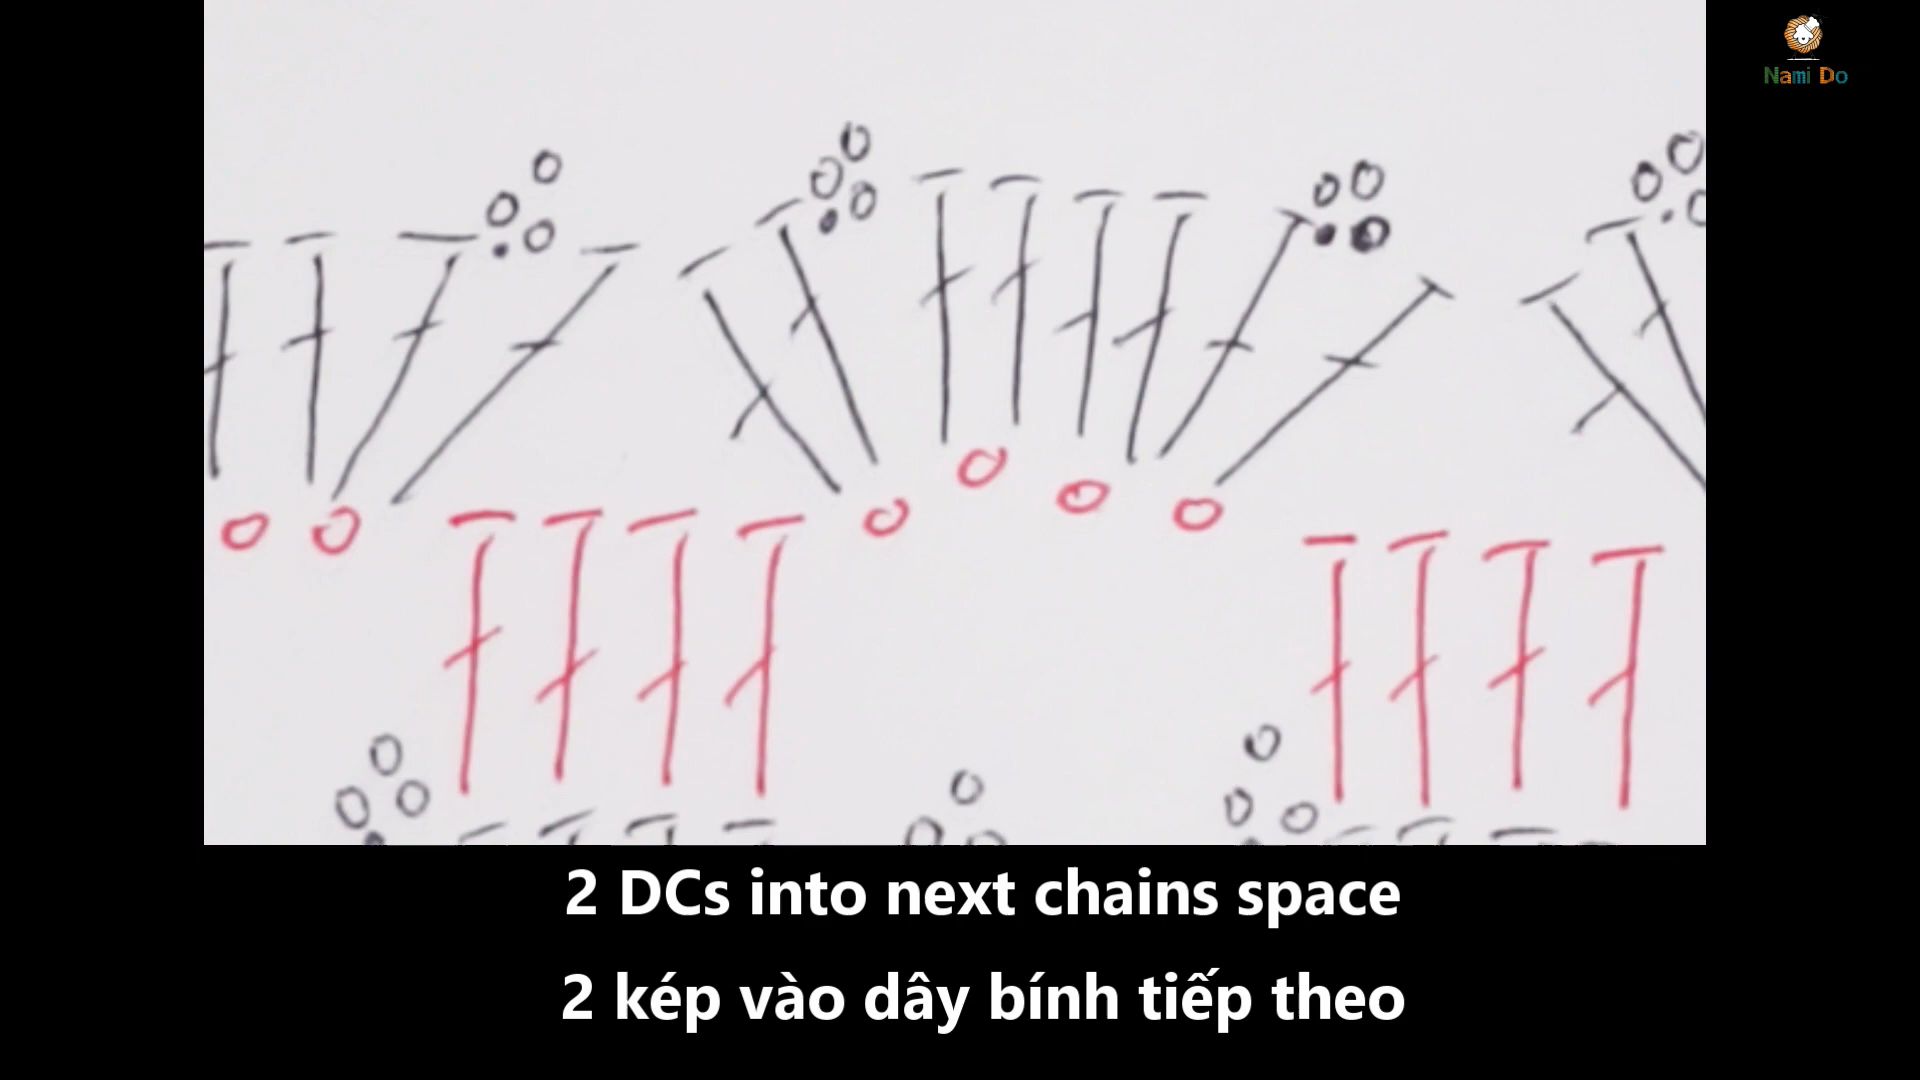 Nami Do
2 DCs into next chains space
2 kép vào dây bính tiếp theo